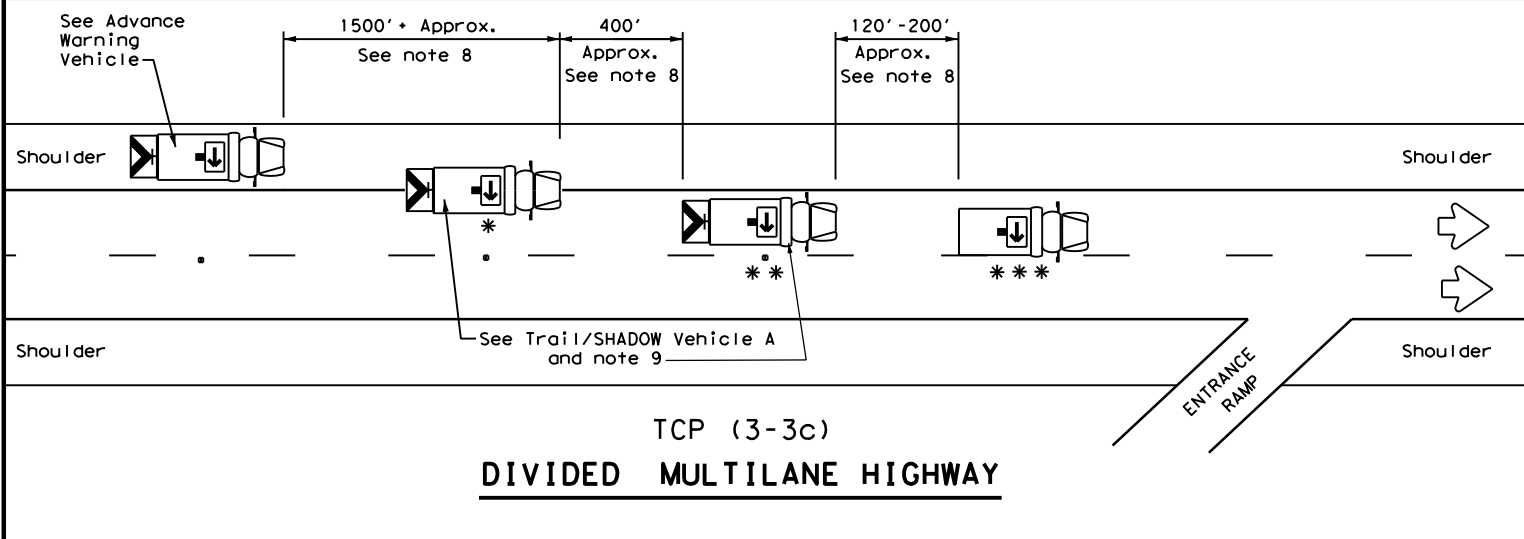 See Advance
Warning
Vehicle
1500'+ Approx.
See note 8
400'
Approx.
See note 8
120'-200'
Approx.
See note 8
Shoulder
Shoulder
*
* *
* * *
See Trail/SHADOW Vehicle A
and note 9
Shoulder
Shoulder
ENTRANCE
RAMP
TCP (3-3c)
DIVIDED MULTILANE HIGHWAY